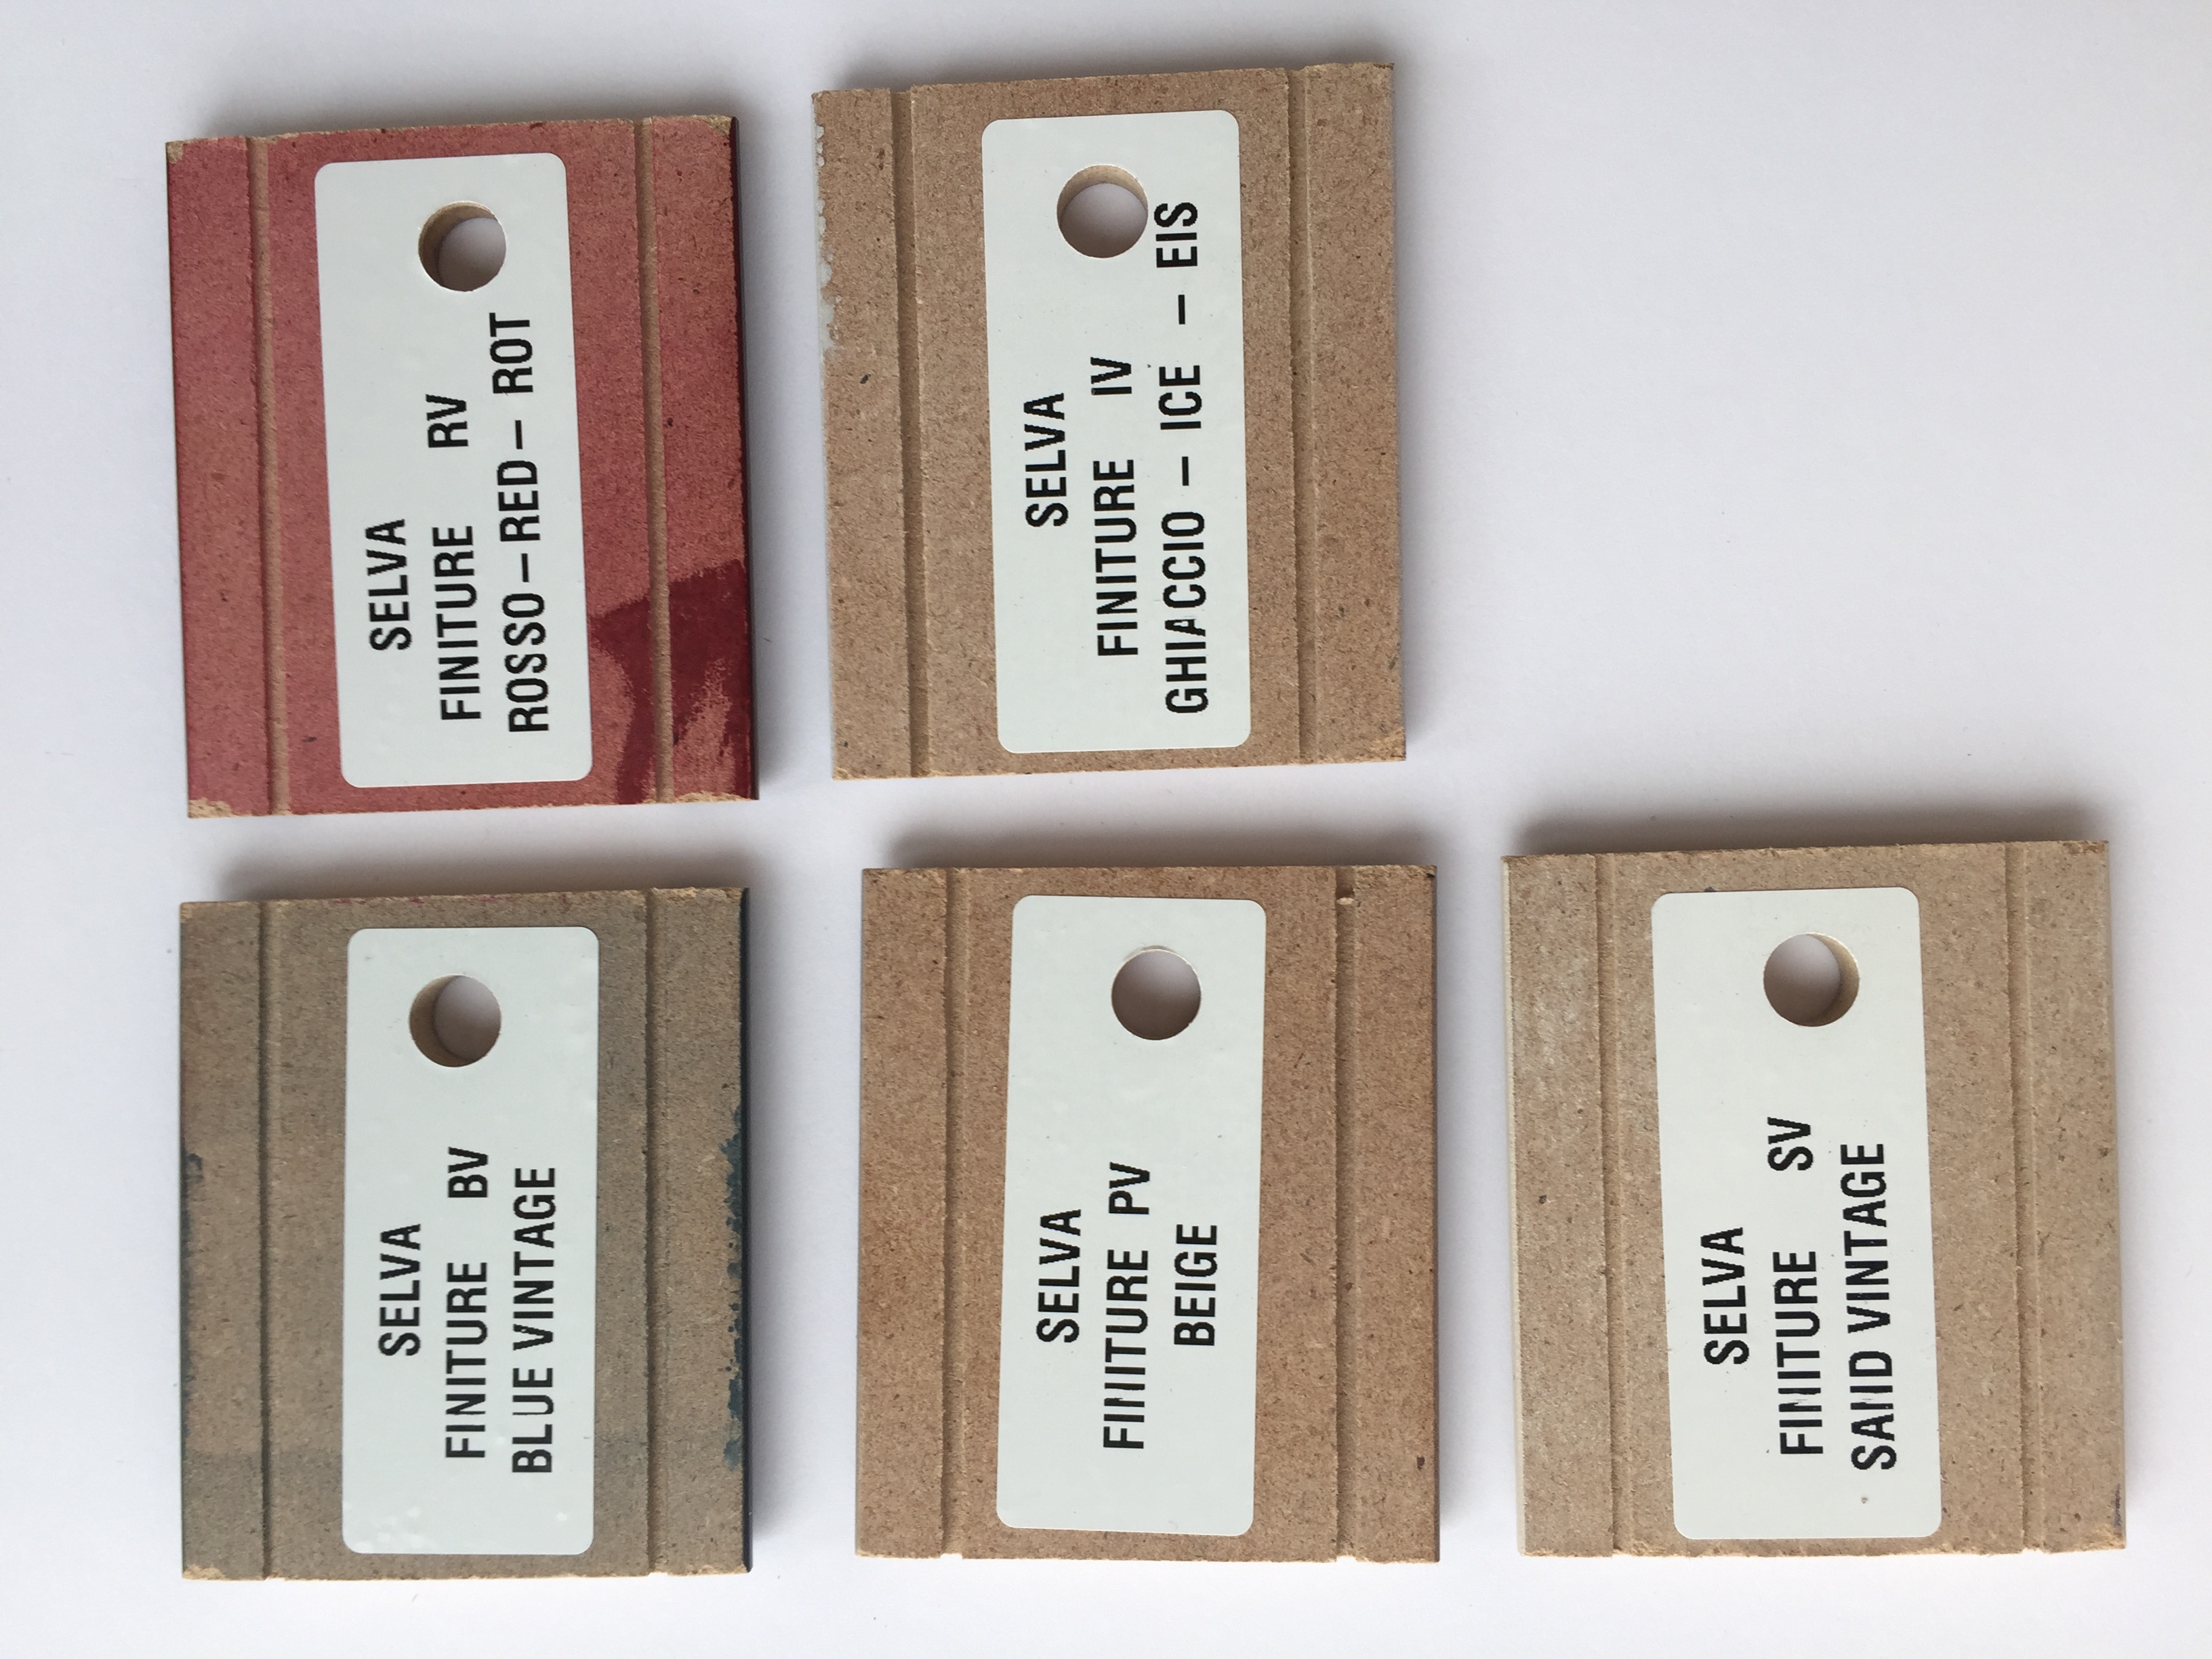 SELVA
FINITURE RV
ROSSO-RED- ROT
SELVA
FINITURE IV
GHIACCIO - ICE - EIS
SELVA
FINITURE BV
BLUE VINTAGE
SELVA
FINITURE PV
BEIGE
SELVA
FINITURE SV
SAND VINTAGE